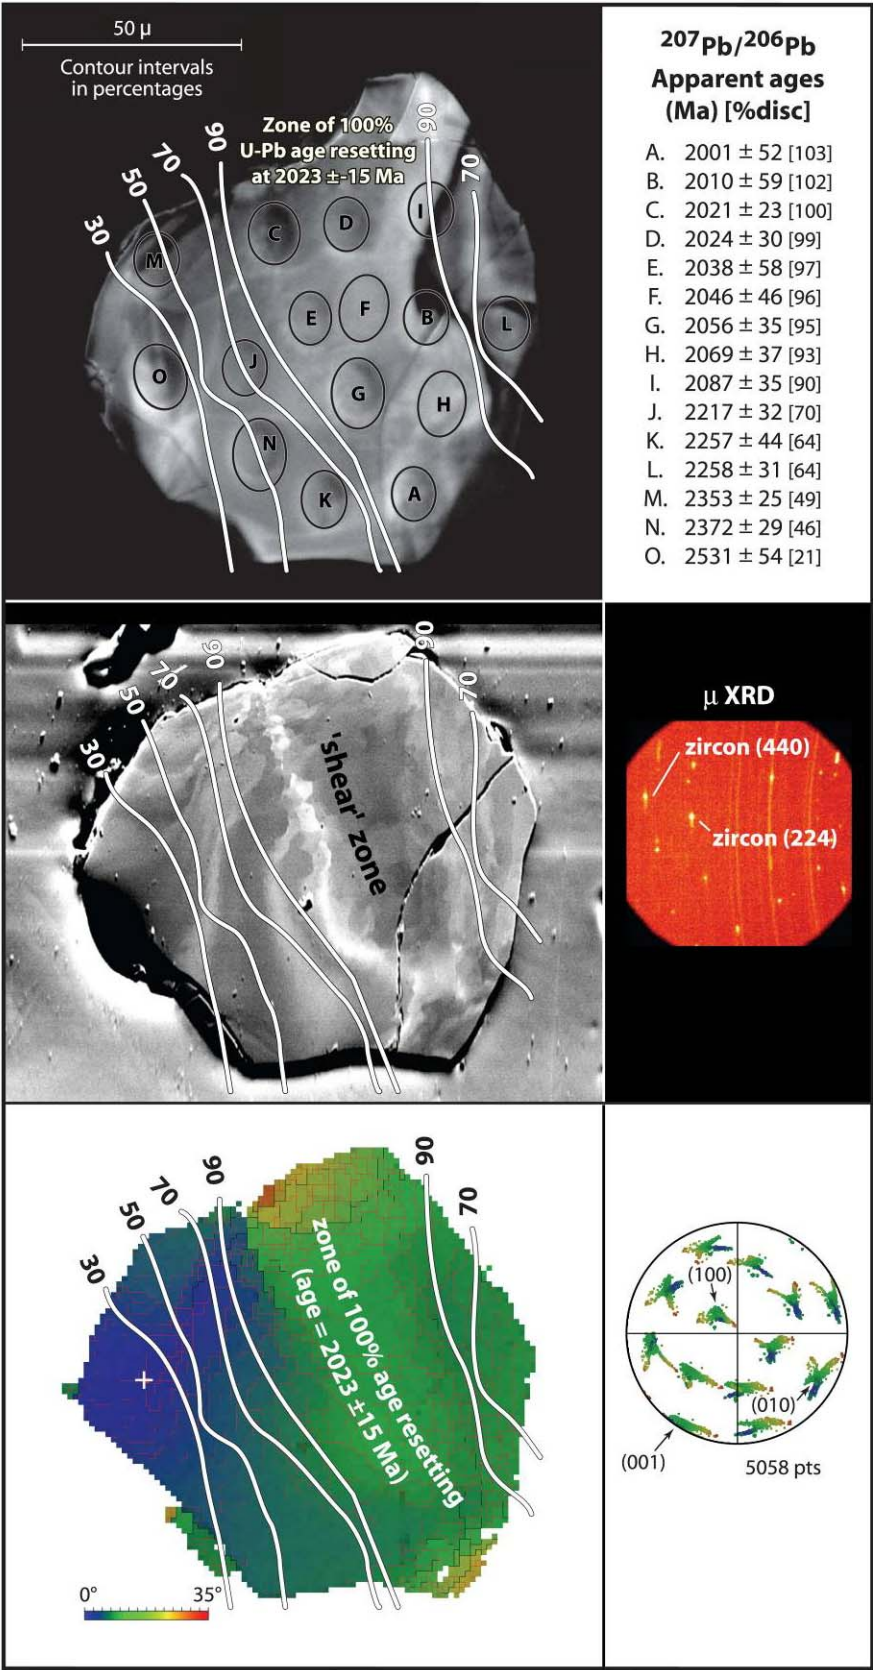 50 µ
Contour intervals
in percentages
Zone of 100%
U-Pb age resetting
at 2023 ±-15 Ma
30
50
70
90
90
70
M
C
D
I
E
F
B
L
O
J
G
H
N
K
A
207Pb/206Pb
Apparent ages
(Ma) [%disc]
A. 2001 ± 52 [103]
B. 2010 ± 59 [102]
C. 2021 ± 23 [100]
D. 2024 ± 30 [99]
E. 2038 ± 58 [97]
F. 2046 ± 46 [96]
G. 2056 ± 35 [95]
H. 2069 ± 37 [93]
I. 2087 ± 35 [90]
J. 2217 ± 32 [70]
K. 2257 ± 44 [64]
L. 2258 ± 31 [64]
M. 2353 ± 25 [49]
N. 2372 ± 29 [46]
O. 2531 ± 54 [21]
30
50
70
90
90
70
'shear' zone
µ XRD
zircon (440)
zircon (224)
30
50
70
90
90
70
zone of 100% age resetting
(age = 2023 ±15 Ma)
0° 35°
(100)
(010)
(001)
5058 pts